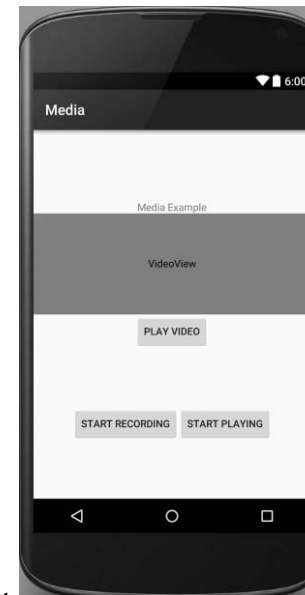 6:00
Media
Media Example
VideoView
PLAY VIDEO
START RECORDING START PLAYING